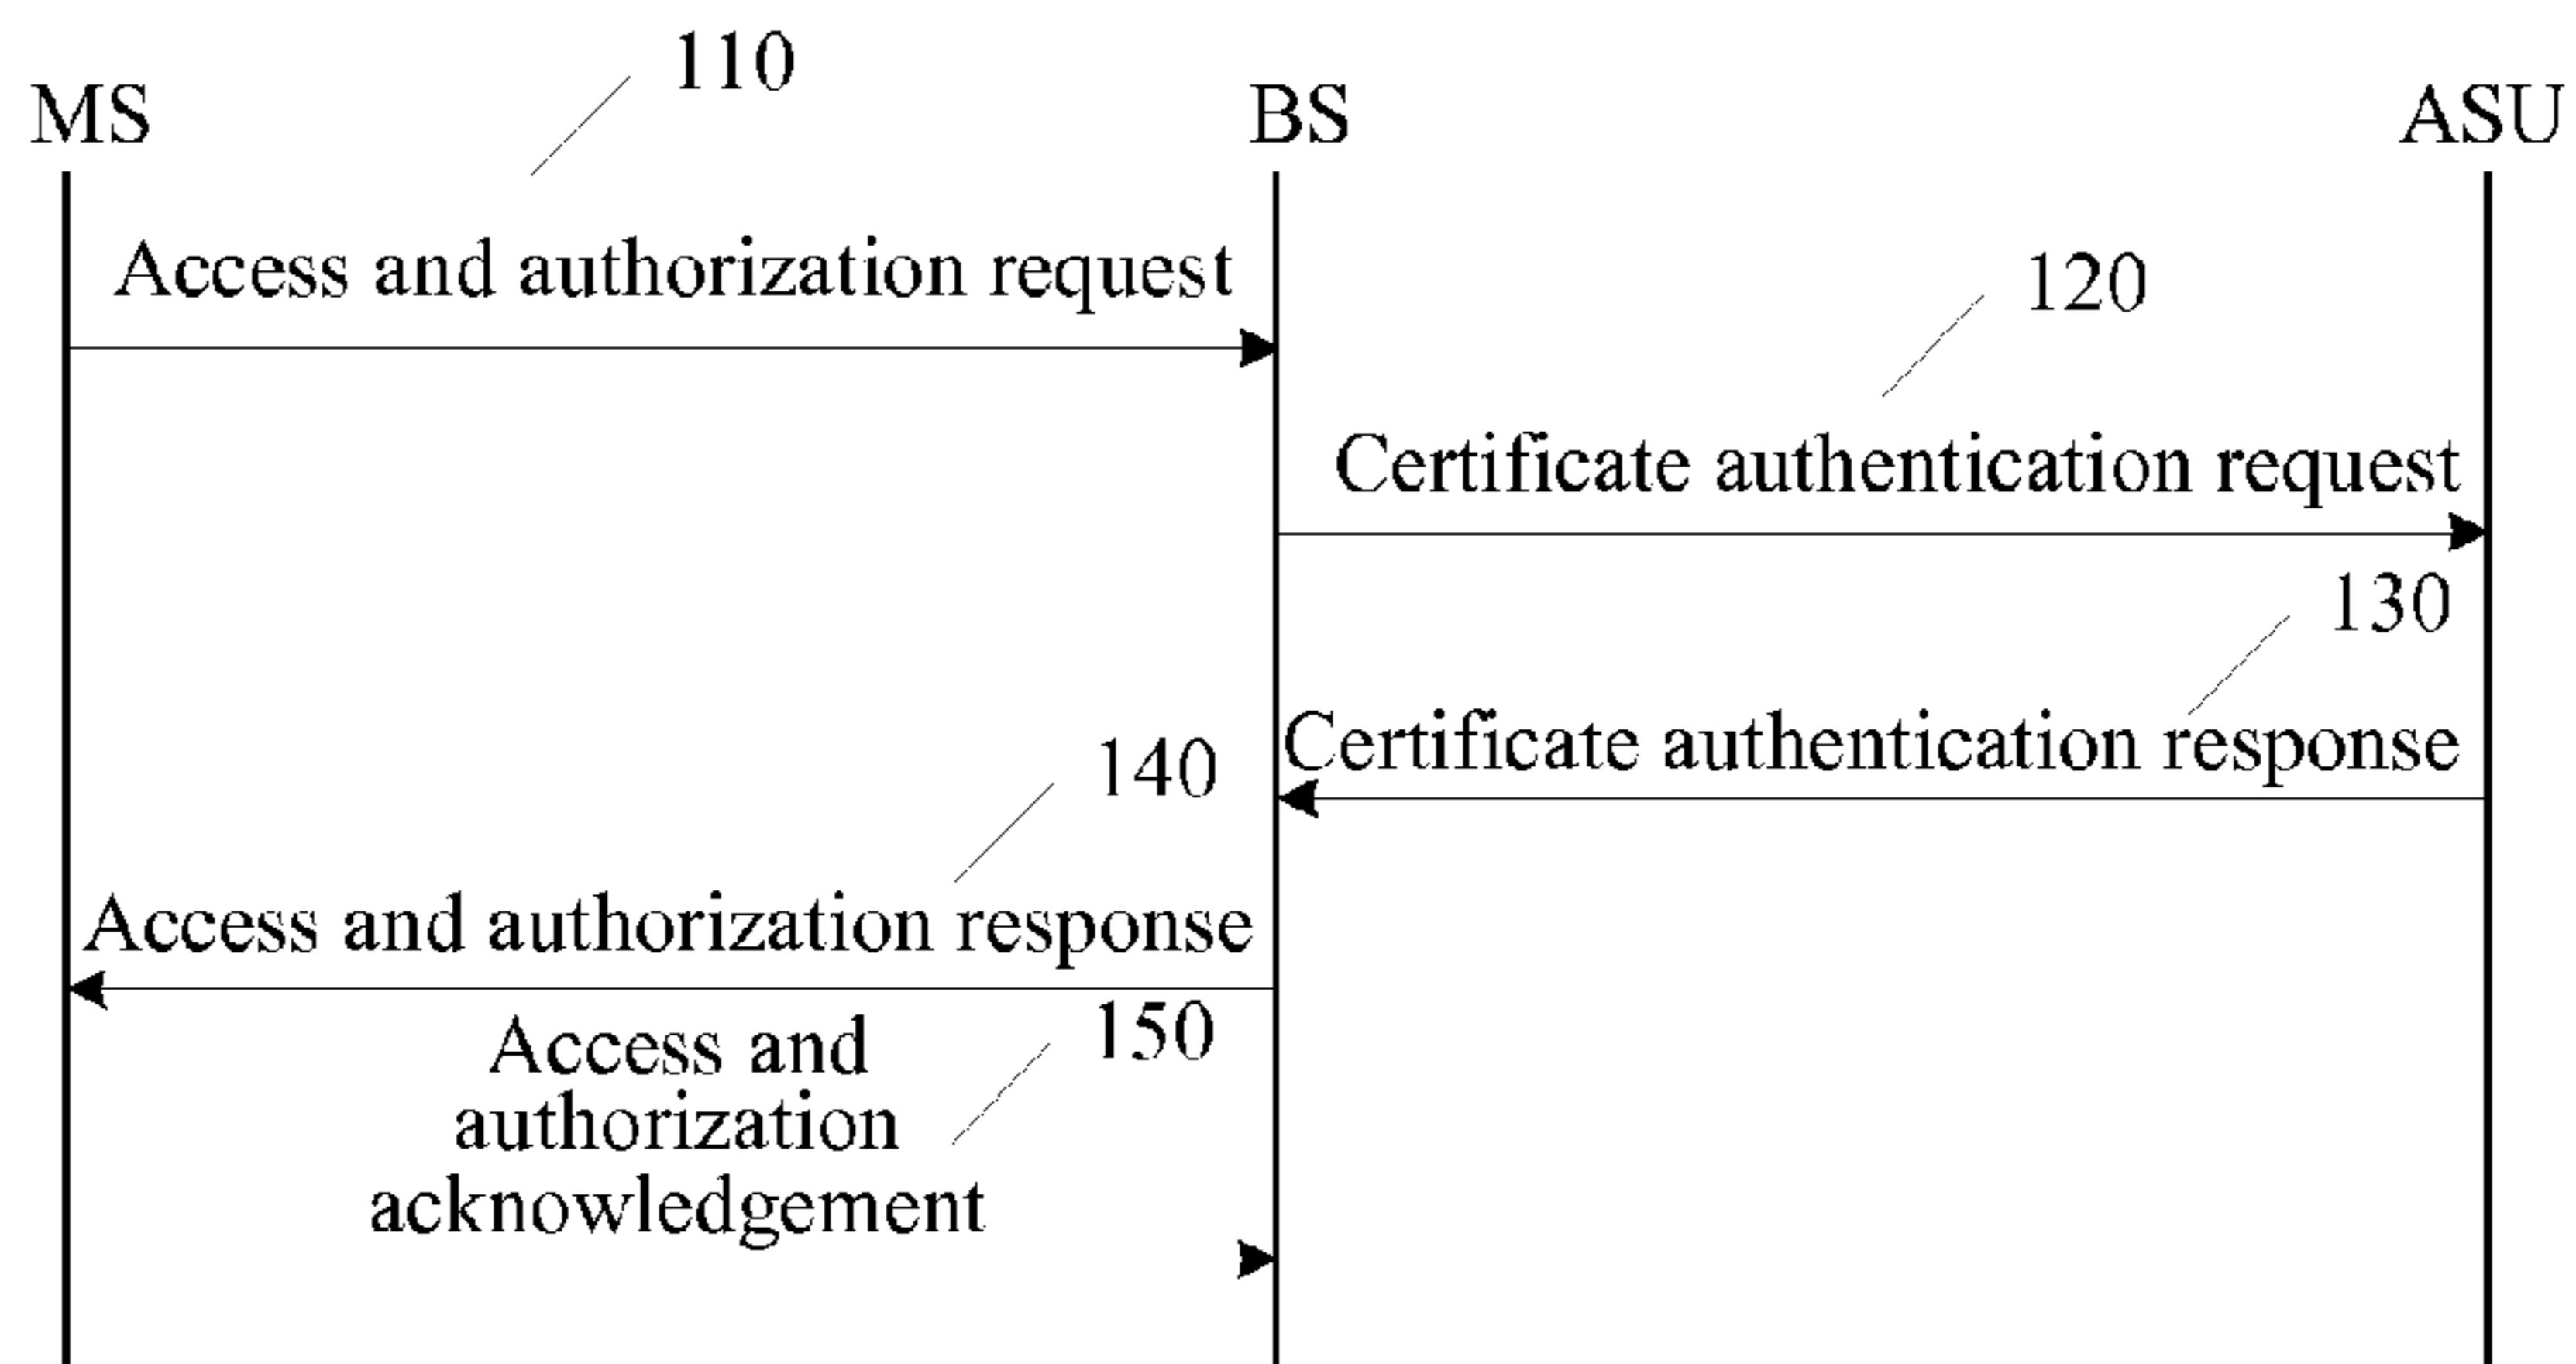 110
MS BS ASU
Access and authorization request
120
Certificate authentication request
130
Certificate authentication response
140
Access and authorization response
150
Access and
authorization
acknowledgement